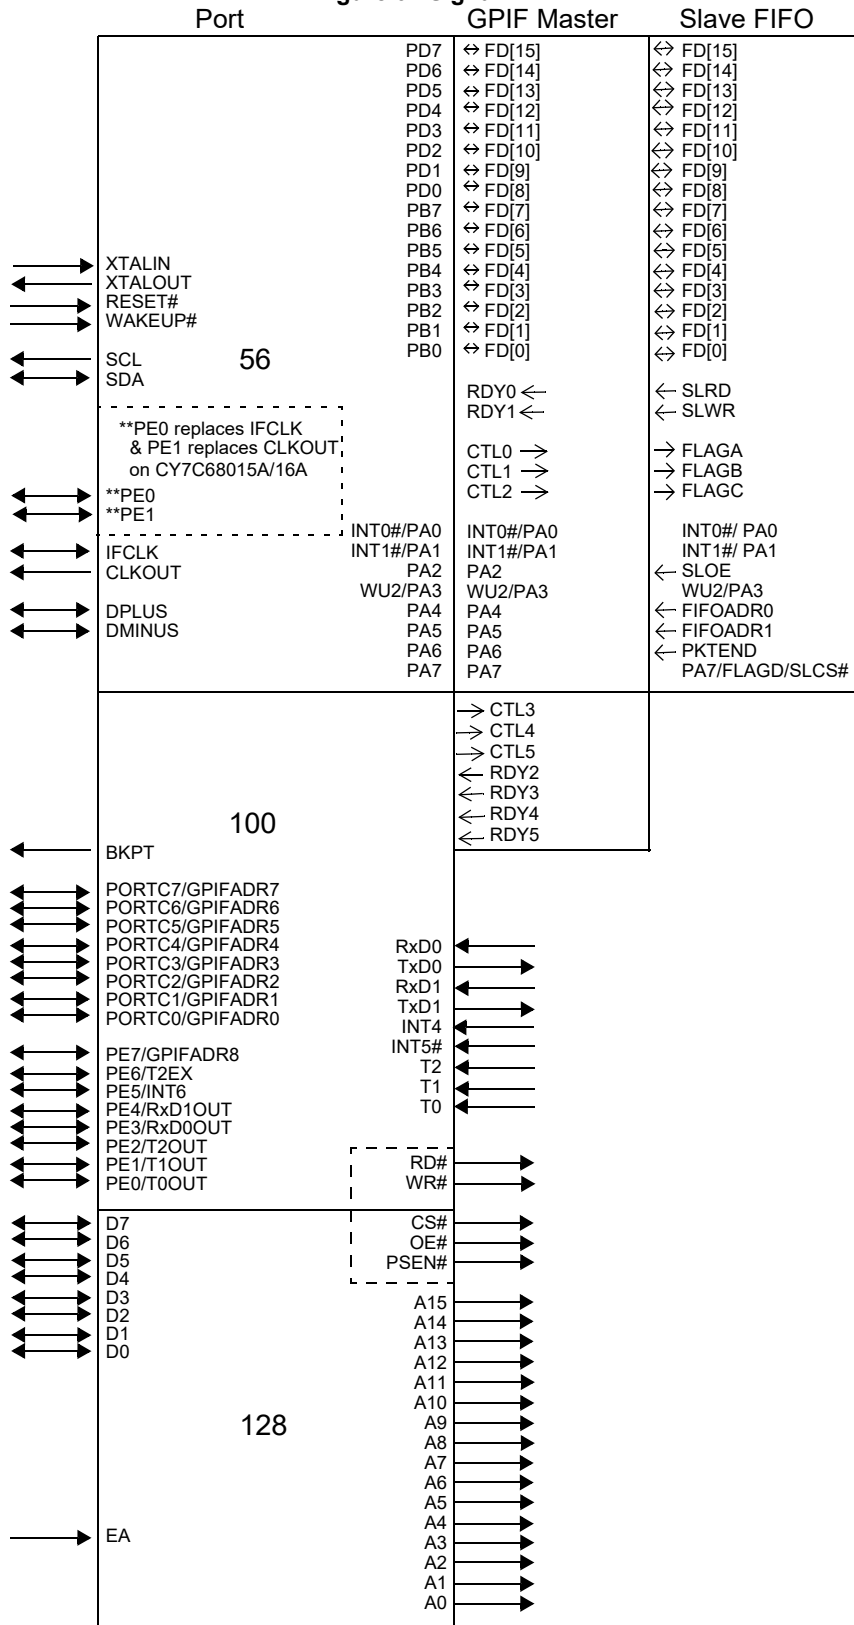 Port GPIF Master Slave FIFO
PD7 FD[15] FD[15]
PD6 FD[14] FD[14]
PD5 FD[13] FD[13]
PD4 FD[12] FD[12]
PD3 FD[11] FD[11]
PD2 FD[10] FD[10]
PD1 FD[9] FD[9]
PD0 FD[8] FD[8]
PB7 FD[7] FD[7]
PB6 FD[6] FD[6]
PB5 FD[5] FD[5]
PB4 FD[4] FD[4]
PB3 FD[3] FD[3]
PB2 FD[2] FD[2]
PB1 FD[1] FD[1]
PB0 FD[0] FD[0]
XTALIN
XTALOUT
RESET#
WAKEUP#
SCL
SDA
56
RDY0 SLRD
RDY1 SLWR
**PE0 replaces IFCLK
& PE1 replaces CLKOUT
on CY7C68015A/16A
CTL0 FLAGA
CTL1 FLAGB
CTL2 FLAGC
**PE0
**PE1
INT0#/PA0 INT0#/PA0 INT0#/ PA0
IFCLK INT1#/PA1 INT1#/PA1 INT1#/ PA1
CLKOUT PA2 PA2 SLOE
WU2/PA3 WU2/PA3 WU2/PA3
DPLUS PA4 PA4 FIFOADR0
DMINUS PA5 PA5 FIFOADR1
PA6 PA6 PKTEND
PA7 PA7 PA7/FLAGD/SLCS#
CTL3
CTL4
CTL5
RDY2
RDY3
RDY4
RDY5
100
BKPT
PORTC7/GPIFADR7
PORTC6/GPIFADR6
PORTC5/GPIFADR5
PORTC4/GPIFADR4
PORTC3/GPIFADR3
PORTC2/GPIFADR2
PORTC1/GPIFADR1
PORTC0/GPIFADR0
RxD0
TxD0
RxD1
TxD1
INT4
INT5#
T2
T1
T0
PE7/GPIFADR8
PE6/T2EX
PE5/INT6
PE4/RxD1OUT
PE3/RxD0OUT
PE2/T2OUT
PE1/T1OUT
PE0/T0OUT
RD#
WR#
CS#
OE#
PSEN#
D7
D6
D5
D4
D3
D2
D1
D0
A15
A14
A13
A12
A11
A10
A9
A8
A7
A6
A5
A4
A3
A2
A1
A0
128
EA